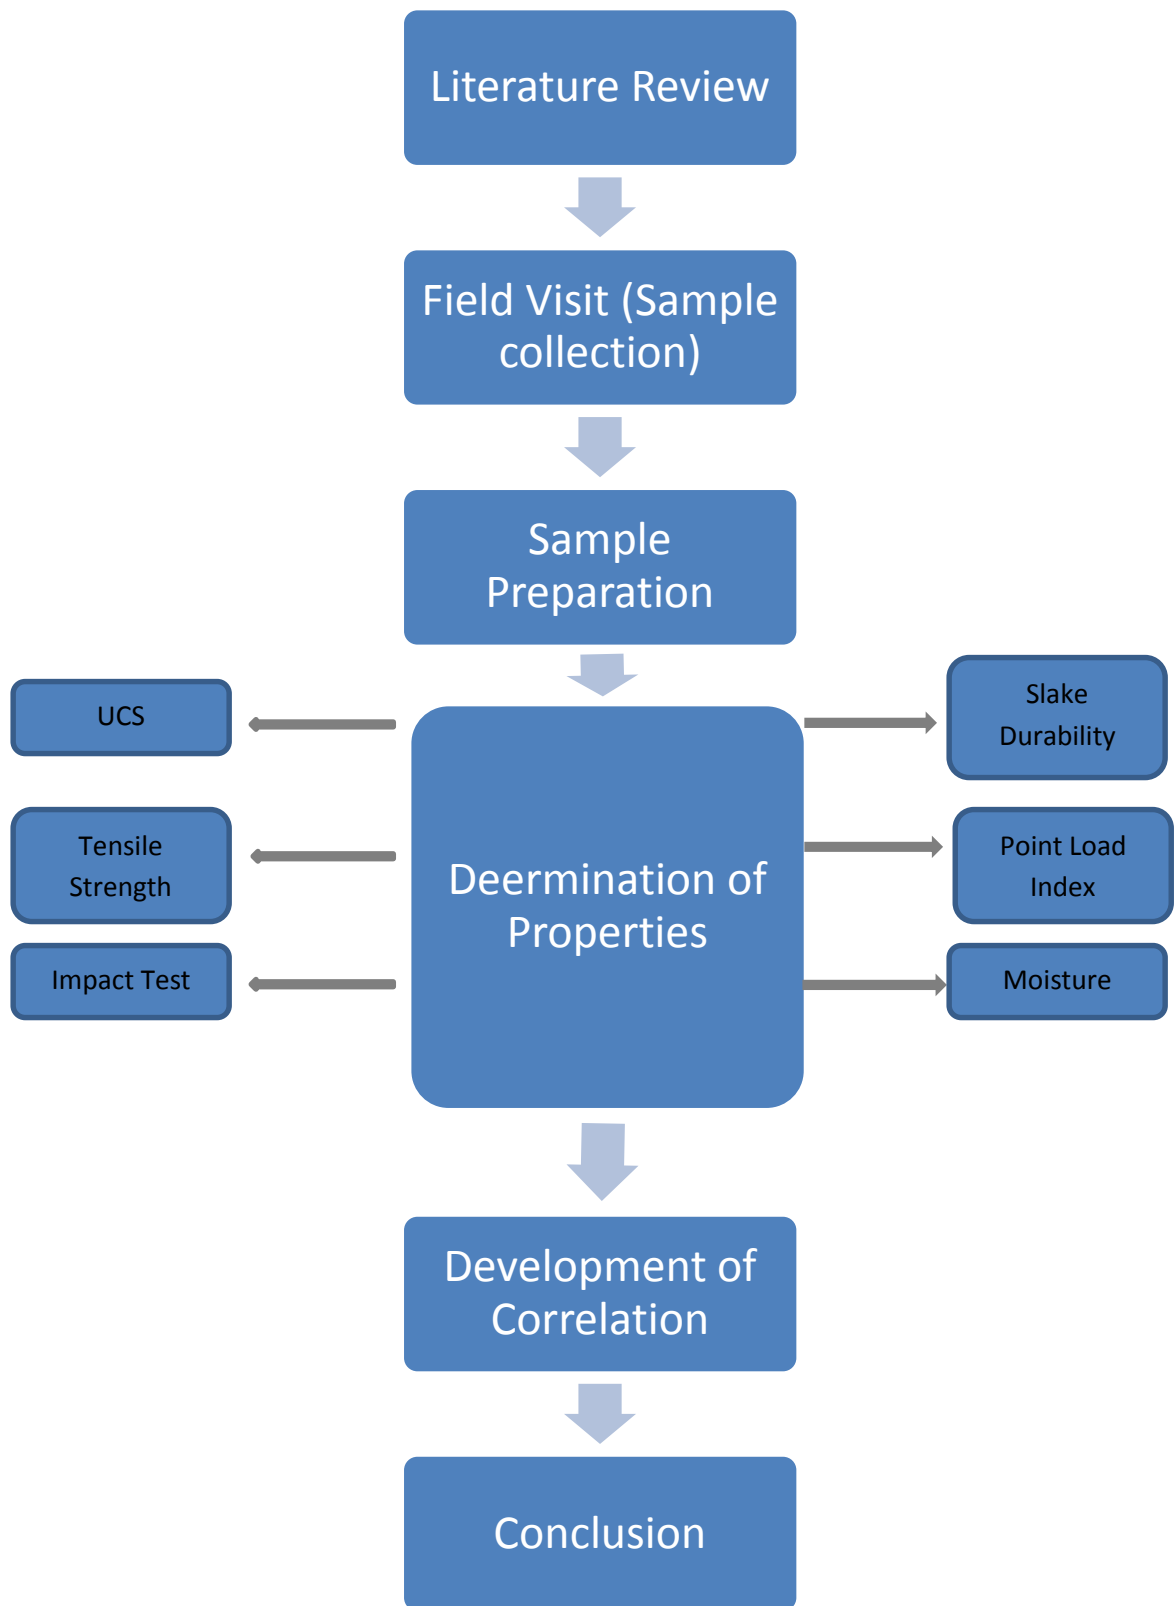 Literature Review
Field Visit (Sample
collection)
Sample
Preparation
UCS
Tensile
Strength
Impact Test
Deermination of
Properties
Slake
Durability
Point Load
Index
Moisture
Development of
Correlation
Conclusion